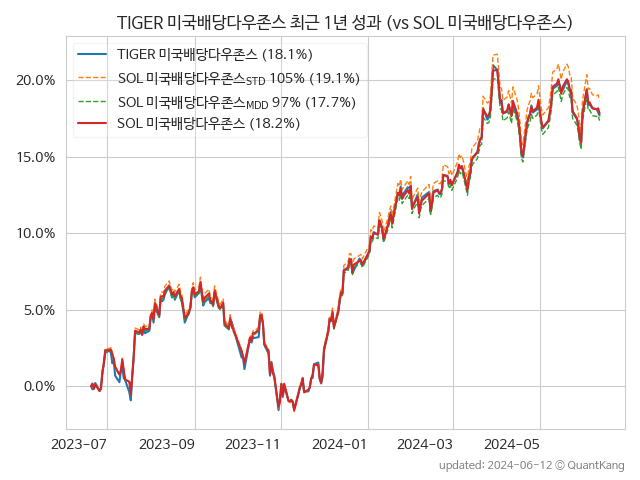 TIGER 미국배당다우존스 최근 1년 성과 (vs SOL 미국배당다우존스)
TIGER 미국배당다우존스 (18.1%)
SOL 미국배당다우존스STD 105% (19.1%)
SOL 미국배당다우존스MDD 97% (17.7%)
SOL 미국배당다우존스 (18.2%)
20.0%
15.0%
10.0%
5.0%
0.0%
2023-07 2023-09 2023-11 2024-01 2024-03 2024-05
updated: 2024-06-12 © QuantKang